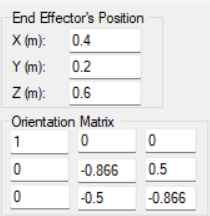 End Effector's Position
X (m): 0.4
Y (m): 0.2
Z (m): 0.6
Orientation Matrix
1 0 0
0 -0.866 0.5
0 -0.5 -0.866